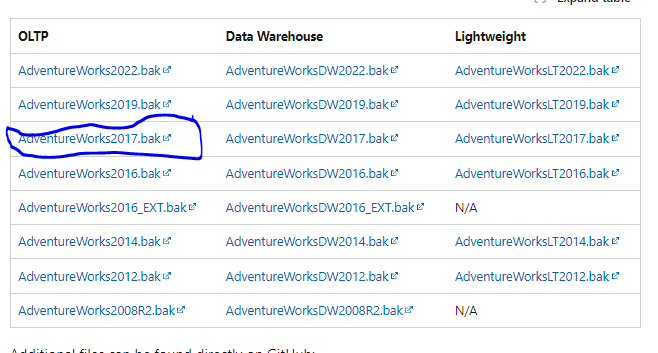 Expand table
OLTP Data Warehouse Lightweight
AdventureWorks2022.bak AdventureWorksDW2022.bak AdventureWorksLT2022.bak
AdventureWorks2019.bak AdventureWorksDW2019.bak AdventureWorksLT2019.bak
AdventureWorks2017.bak AdventureWorksDW2017.bak AdventureWorksLT2017.bak
AdventureWorks2016.bak AdventureWorksDW2016.bak AdventureWorksLT2016.bak
AdventureWorks2016_EXT.bak AdventureWorksDW2016_EXT.bak N/A
AdventureWorks2014.bak AdventureWorksDW2014.bak AdventureWorksLT2014.bak
AdventureWorks2012.bak AdventureWorksDW2012.bak AdventureWorksLT2012.bak
AdventureWorks2008R2.bak AdventureWorksDW2008R2.bak N/A
Additional files can be found directly on GitHub: